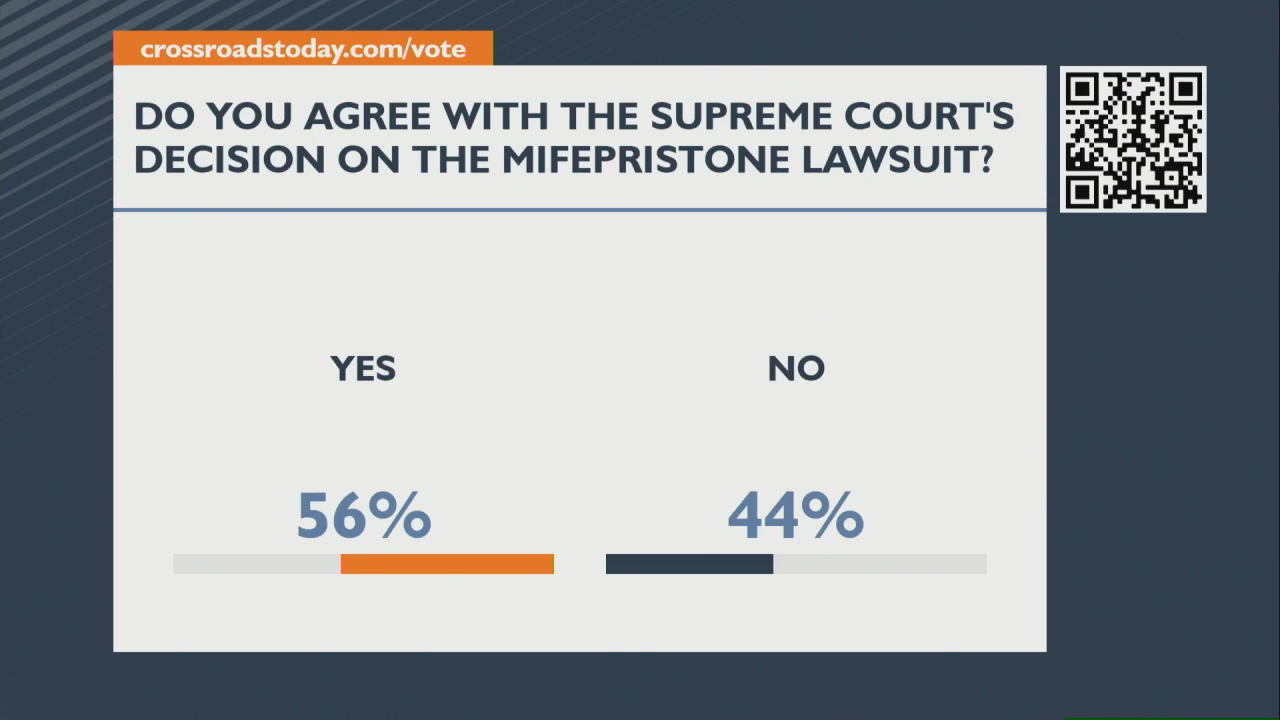 crossroadstoday.com/vote
DO YOU AGREE WITH THE SUPREME COURT'S
DECISION ON THE MIFEPRISTONE LAWSUIT?
YES
NO
56%
44%